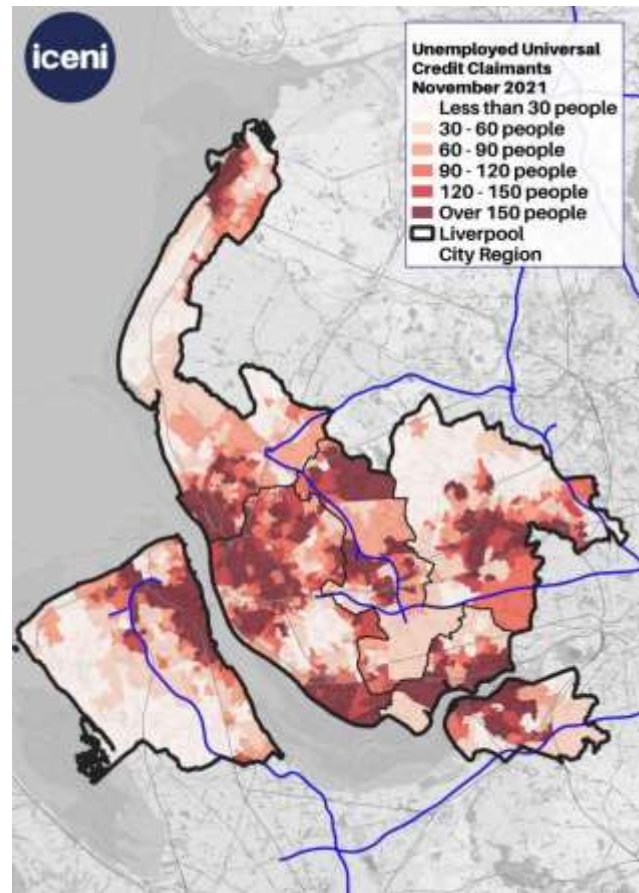 iceni
Unemployed Universal
Credit Claimants
November 2021
Less than 30 people
30 - 60 people
60 - 90 people
90 - 120 people
120 - 150 people
Over 150 people
Liverpool
City Region